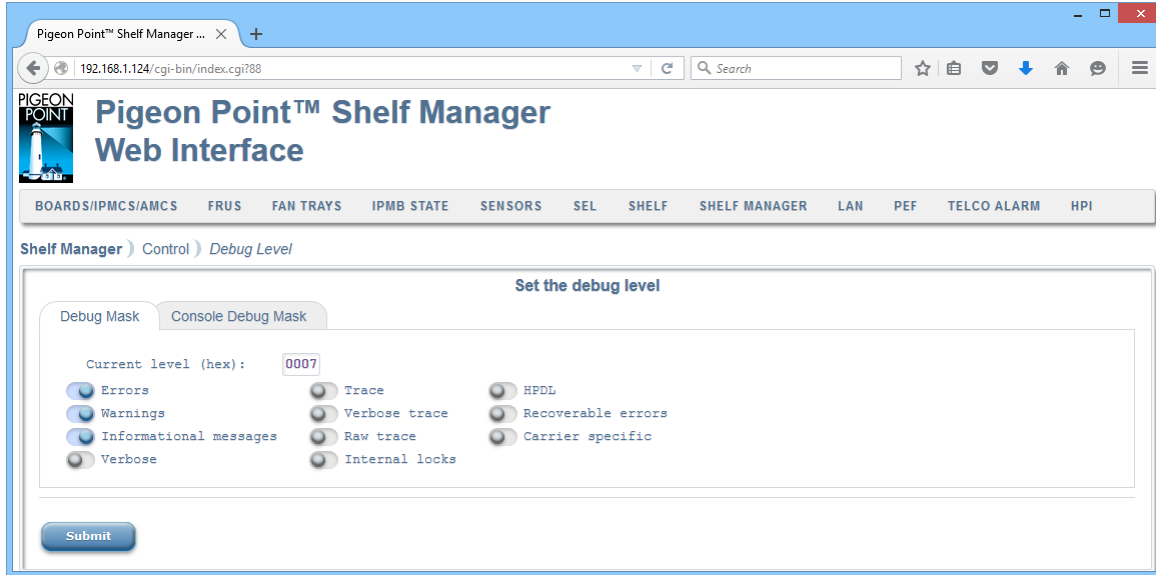 Pigeon Point™ Shelf Manager ...
192.168.1.124/cgi-bin/index.cgi?88
Search
PIGEON
POINT
Pigeon Point™ Shelf Manager
Web Interface
BOARDS/IPMCS/AMCS FRUS FAN TRAYS IPMB STATE SENSORS SEL SHELF SHELF MANAGER LAN PEF TELCO ALARM HPI
Shelf Manager ) Control ) Debug Level
Set the debug level
Debug Mask Console Debug Mask
Current level (hex): 0007
Errors Trace HPDL
Warnings Verbose trace Recoverable errors
Informational messages Raw trace Carrier specific
Verbose Internal locks
Submit